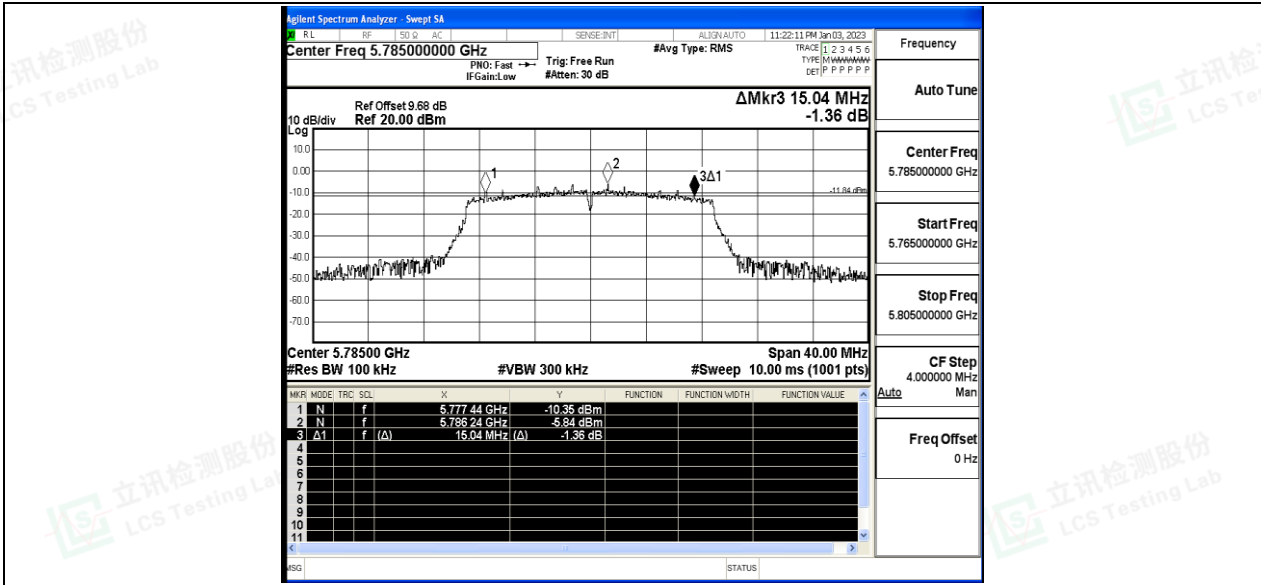 Agilent Spectrum Analyzer - Swept SA
RL RF 50 Ω AC SENSE:INT ALIGNAUTO 11:22:11 PM Jan 03, 2023
Center Freq 5.785000000 GHz #Avg Type: RMS TRACE 1 2 3 4 5 6
PNO: Fast Trig: Free Run TYPE M
IFGain:Low #Atten: 30 dB DET P P P P P P
ΔMkr3 15.04 MHz
Ref Offset 9.68 dB
10 dB/div Ref 20.00 dBm -1.36 dB
Log
10.0
0.00
-10.0
-20.0
-30.0
-40.0
-50.0
-60.0
-70.0
1
2
3Δ1
-11.84 dBm
Center 5.78500 GHz Span 40.00 MHz
#Res BW 100 kHz #VBW 300 kHz #Sweep 10.00 ms (1001 pts)
MKR MODE TRC SCL X Y FUNCTION FUNCTION WIDTH FUNCTION VALUE
1 N f 5.777 44 GHz -10.35 dBm
2 N f 5.786 24 GHz -5.84 dBm
3 Δ1 f (Δ) 15.04 MHz (Δ) -1.36 dB
4
5
6
7
8
9
10
11
MSG STATUS
Frequency
Auto Tune
Center Freq
5.785000000 GHz
Start Freq
5.765000000 GHz
Stop Freq
5.805000000 GHz
CF Step
4.000000 MHz
Auto Man
Freq Offset
0 Hz
讯检测股份
LCS Testing Lab
立讯检
LCS Tes
立讯检测股份
LCS Testing La
立讯检测股份
LCS Testing Lab